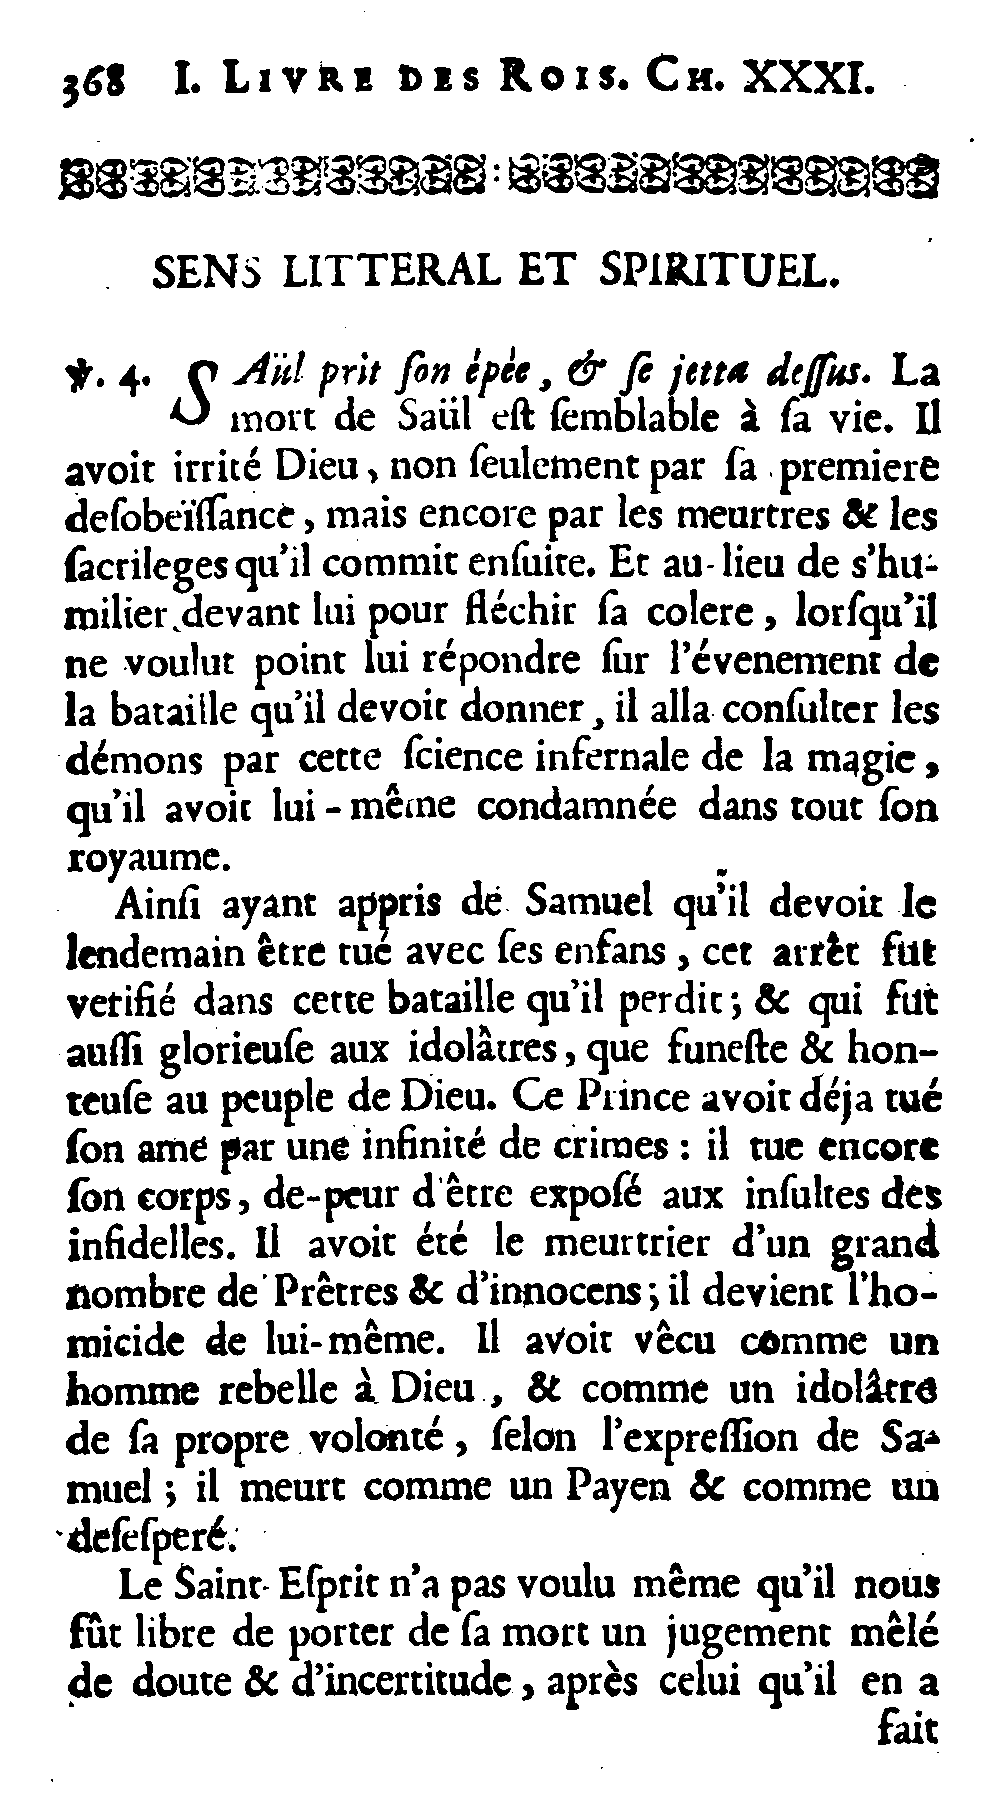 368 I. LIVRE DES ROIS. CH. XXXI.
SENS LITTERAL ET SPIRITUEL.
℣. 4. SAül prit ſon épée, & ſe jetta deſſus. La
mort de Saül eſt ſemblable à ſa vie. Il
avoit irrité Dieu, non ſeulement par ſa premiere
deſobeïſſance, mais encore par les meurtres & les
ſacrileges qu'il commit enſuite. Et au-lieu de s'hu-
milier devant lui pour fléchir ſa colere, lorſqu'il
ne voulut point lui répondre ſur l'évenement de
la bataille qu'il devoit donner, il alla conſulter les
démons par cette ſcience infernale de la magie,
qu'il avoit lui-même condamnée dans tout ſon
royaume.
Ainſi ayant appris de Samuel qu'il devoit le
lendemain être tué avec ſes enfans, cet arrêt fut
verifié dans cette bataille qu'il perdit; & qui fut
auſſi glorieuſe aux idolâtres, que funeſte & hon-
teuſe au peuple de Dieu. Ce Prince avoit déja tué
ſon ame par une infinité de crimes: il tue encore
ſon corps, de-peur d'être expoſé aux inſultes des
infidelles. Il avoit été le meurtrier d'un grand
nombre de Prêtres & d'innocens; il devient l'ho-
micide de lui-même. Il avoit vêcu comme un
homme rebelle à Dieu, & comme un idolâtre
de ſa propre volonté, ſelon l'expreſſion de Sa-
muel; il meurt comme un Payen & comme un
deſeſperé.
Le Saint-Eſprit n'a pas voulu même qu'il nous
fût libre de porter de ſa mort un jugement mêlé
de doute & d'incertitude, après celui qu'il en a
fait